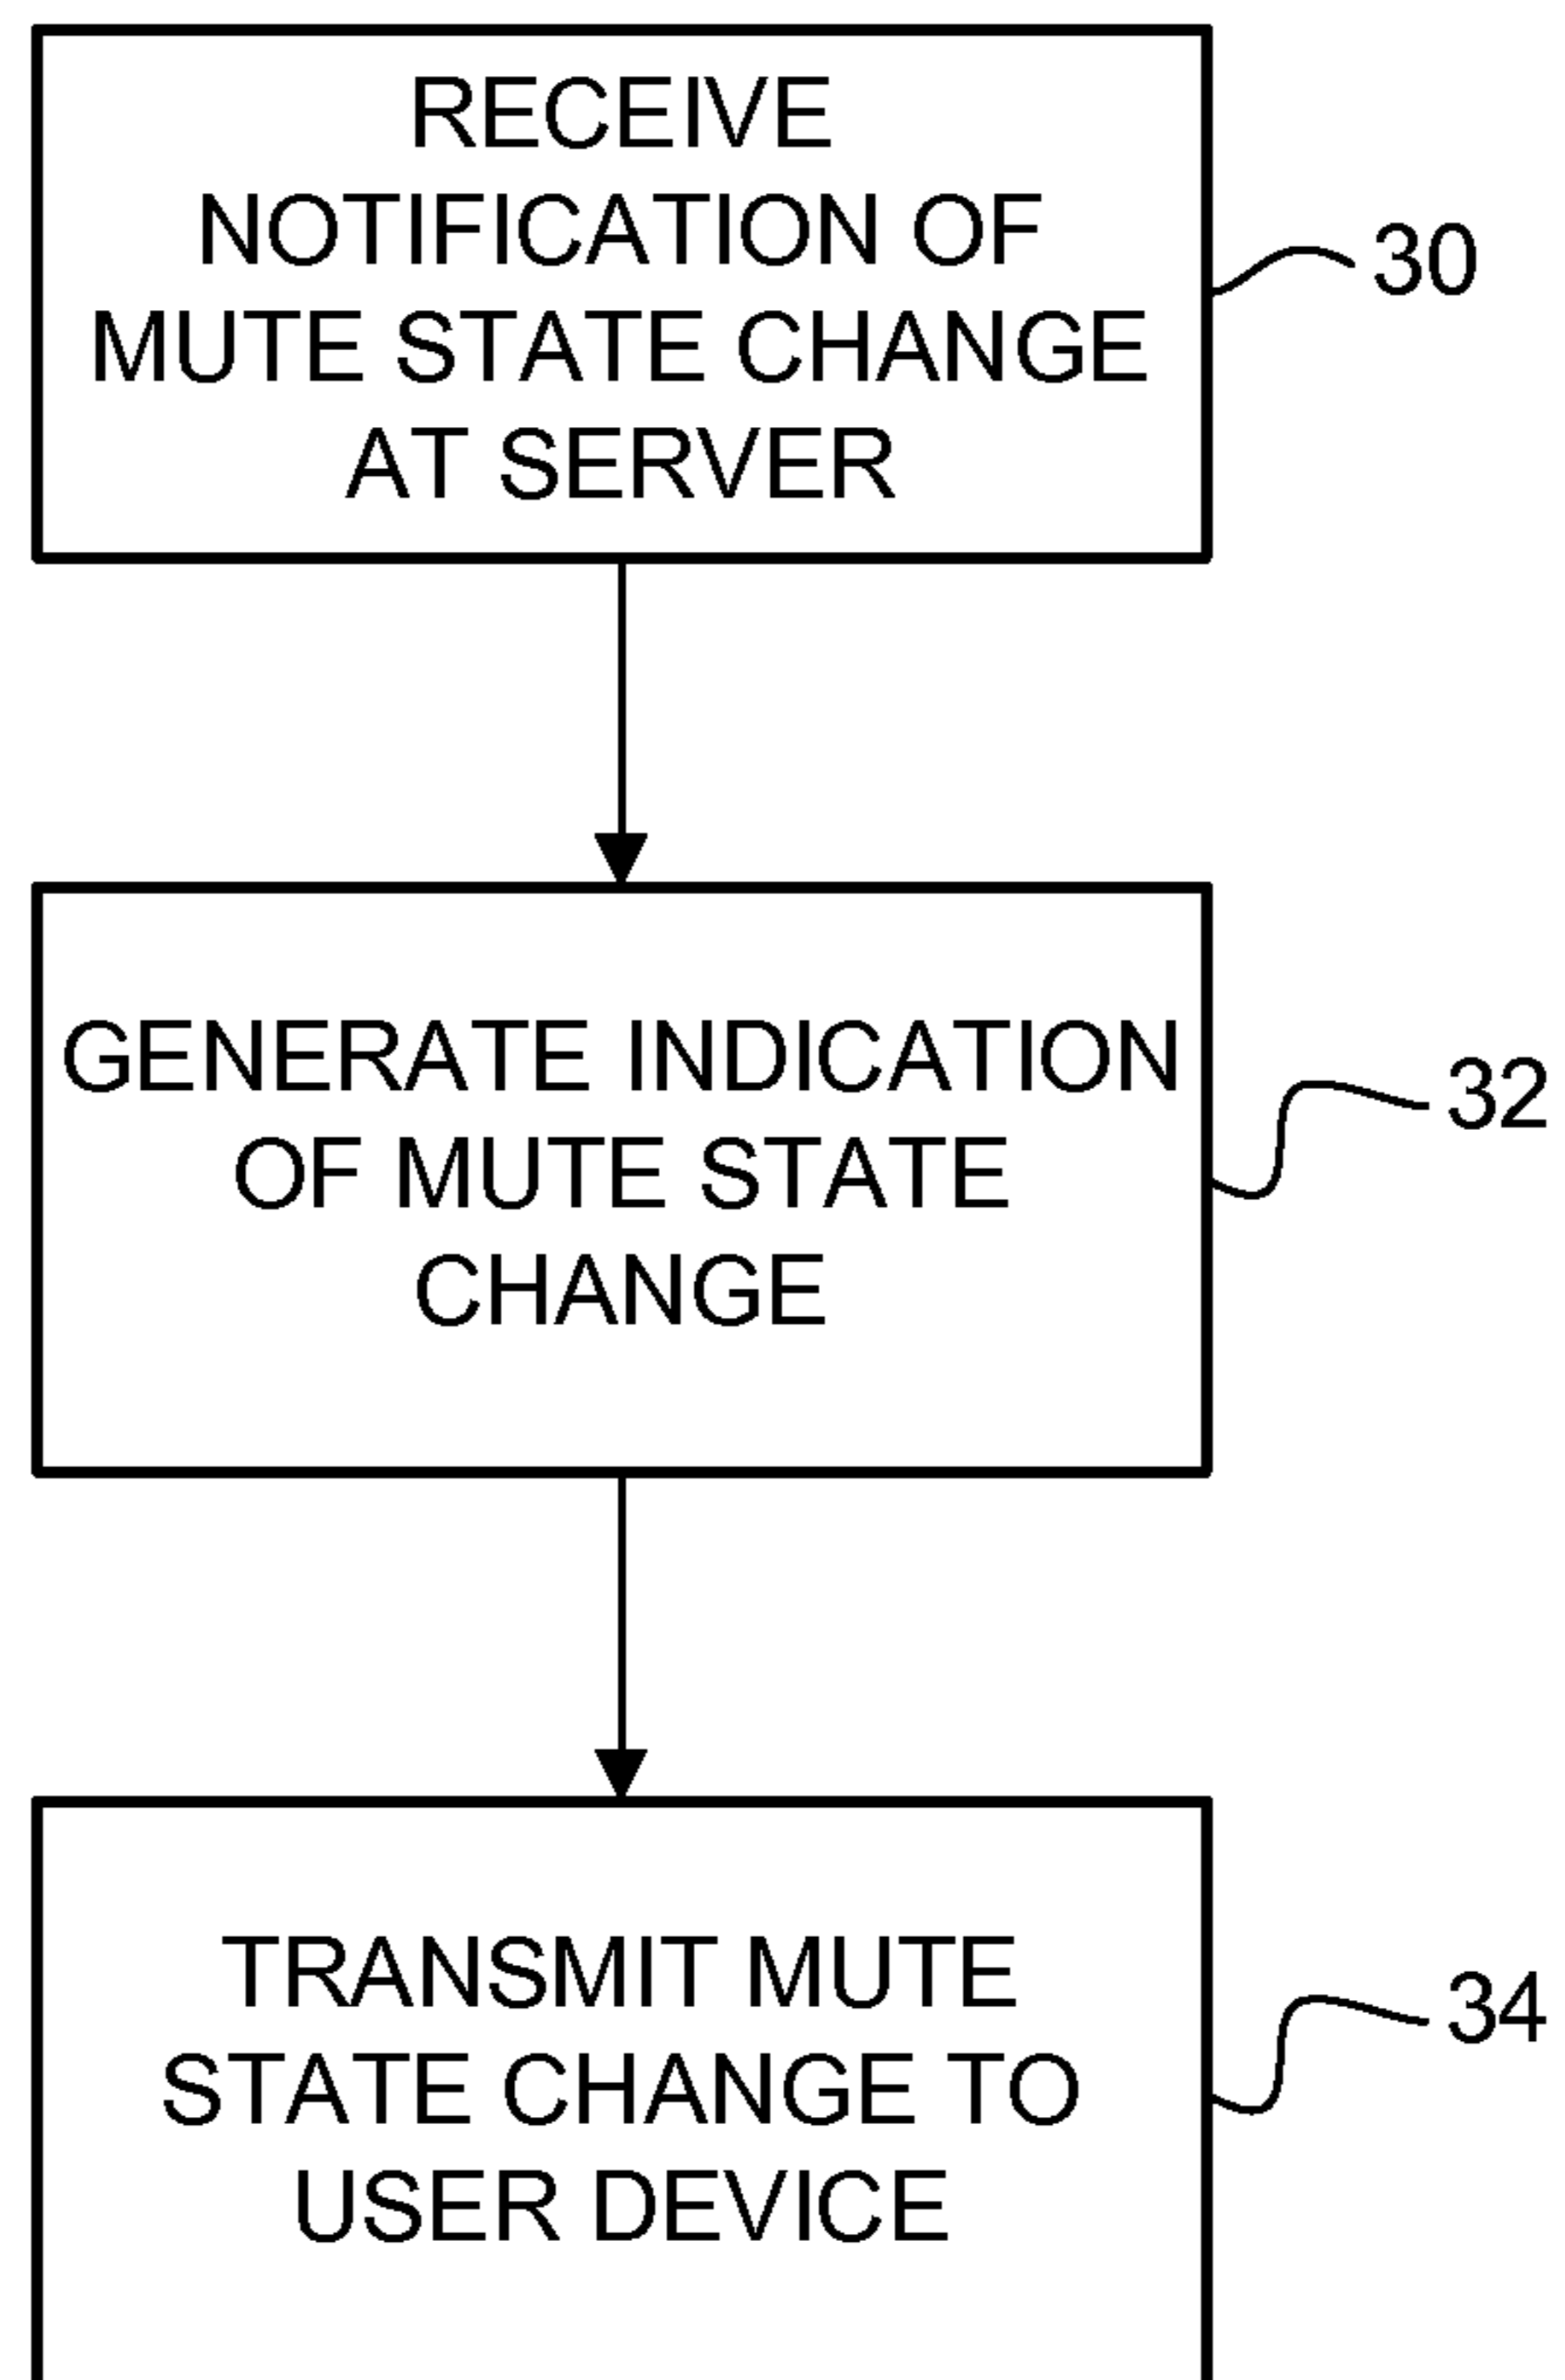 RECEIVE
NOTIFICATION OF
MUTE STATE CHANGE
AT SERVER
30
GENERATE INDICATION
OF MUTE STATE
CHANGE
32
TRANSMIT MUTE
STATE CHANGE TO
USER DEVICE
34